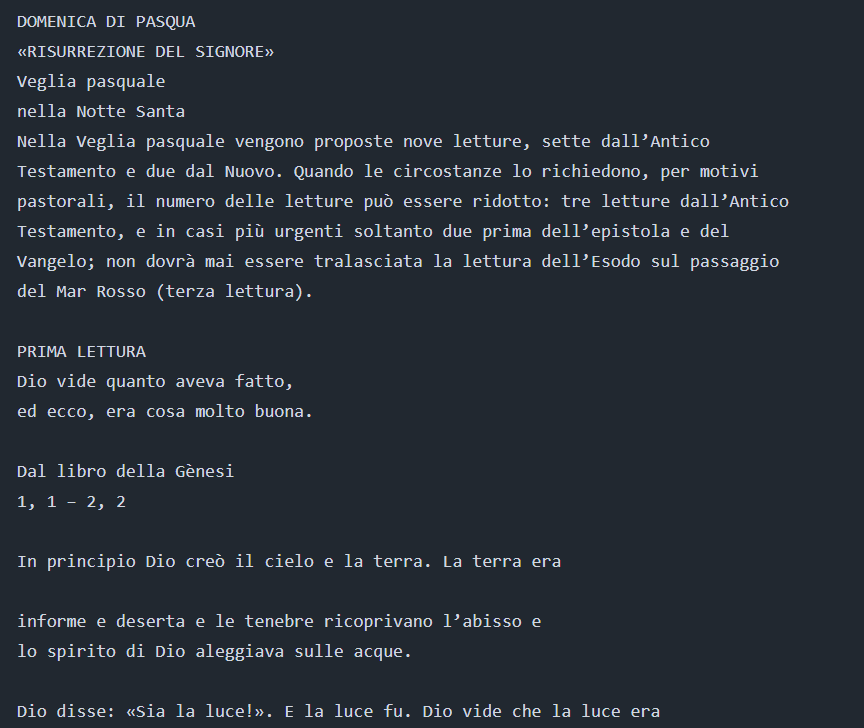 DOMENICA DI PASQUA
«RISURREZIONE DEL SIGNORE»
Veglia pasquale
nella Notte Santa
Nella Veglia pasquale vengono proposte nove letture, sette dall’Antico
Testamento e due dal Nuovo. Quando le circostanze lo richiedono, per motivi
pastorali, il numero delle letture può essere ridotto: tre letture dall’Antico
Testamento, e in casi più urgenti soltanto due prima dell’epistola e del
Vangelo; non dovrà mai essere tralasciata la lettura dell’Esodo sul passaggio
del Mar Rosso (terza lettura).

PRIMA LETTURA
Dio vide quanto aveva fatto,
ed ecco, era cosa molto buona.

Dal libro della Gènesi
1, 1 – 2, 2

In principio Dio creò il cielo e la terra. La terra era

informe e deserta e le tenebre ricoprivano l’abisso e
lo spirito di Dio aleggiava sulle acque.

Dio disse: «Sia la luce!». E la luce fu. Dio vide che la luce era